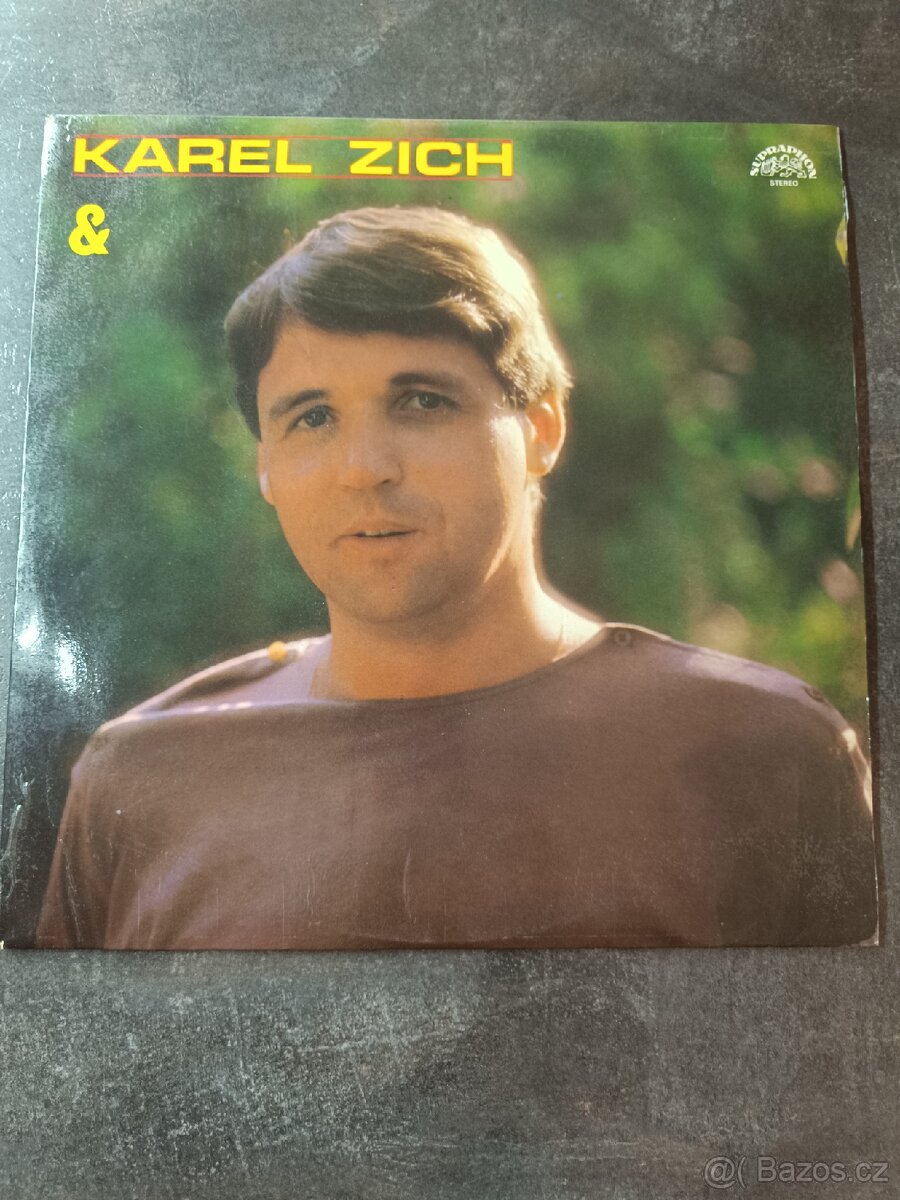 KAREL ZICH
SUPRAPHON
STEREO
&
@( Bazos.cz